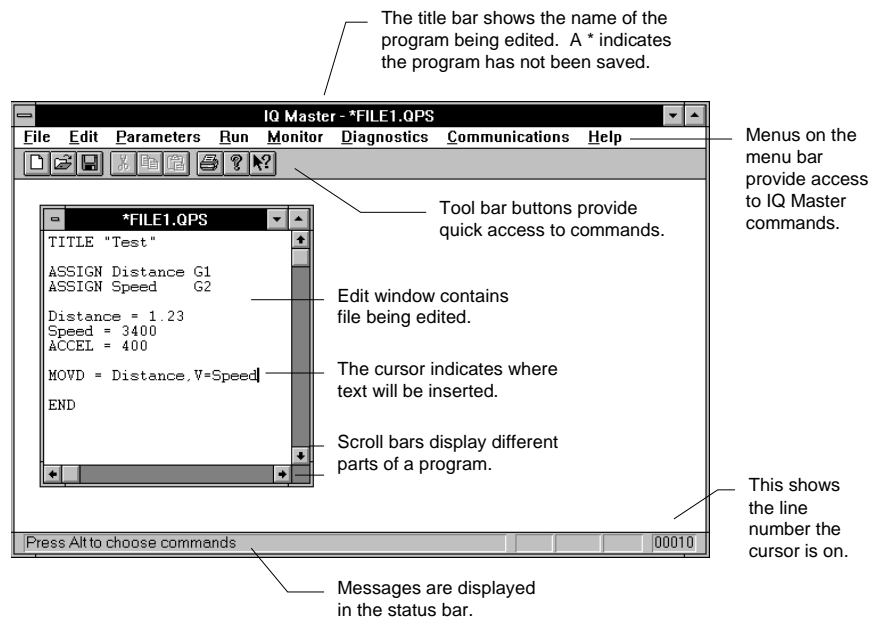 The title bar shows the name of the
program being edited. A * indicates
the program has not been saved.
IQ Master - *FILE1.QPS
File Edit Parameters Run Monitor Diagnostics Communications Help
Menus on the
menu bar
provide access
to IQ Master
commands.
Tool bar buttons provide
quick access to commands.
*FILE1.QPS
TITLE "Test"
ASSIGN Distance G1
ASSIGN Speed G2
Distance = 1.23
Speed = 3400
ACCEL = 400
MOVD = Distance,V=Speed
END
Edit window contains
file being edited.
The cursor indicates where
text will be inserted.
Scroll bars display different
parts of a program.
This shows
the line
number the
cursor is on.
Press Alt to choose commands
00010
Messages are displayed
in the status bar.